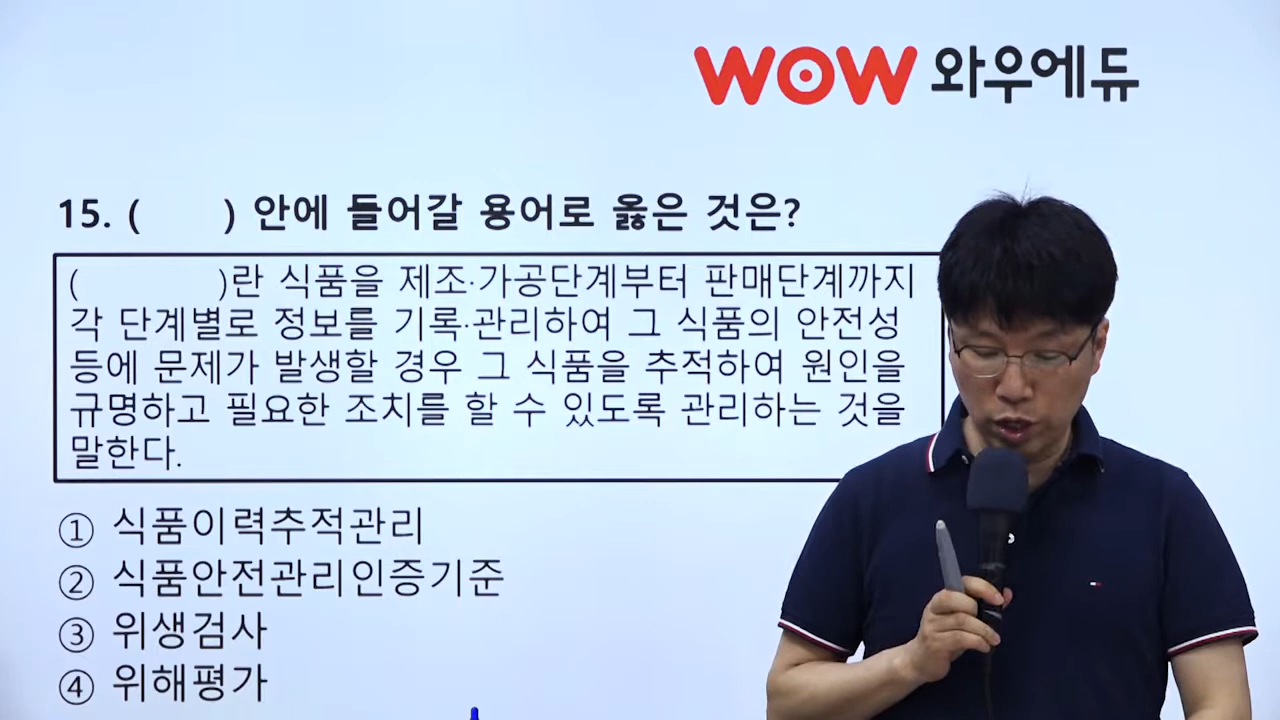 WOW 와우에듀
15. (      ) 안에 들어갈 용어로 옳은 것은?
(          )란 식품을 제조·가공단계부터 판매단계까지
각 단계별로 정보를 기록·관리하여 그 식품의 안전성
등에 문제가 발생할 경우 그 식품을 추적하여 원인을
규명하고 필요한 조치를 할 수 있도록 관리하는 것을
말한다.
① 식품이력추적관리
② 식품안전관리인증기준
③ 위생검사
④ 위해평가